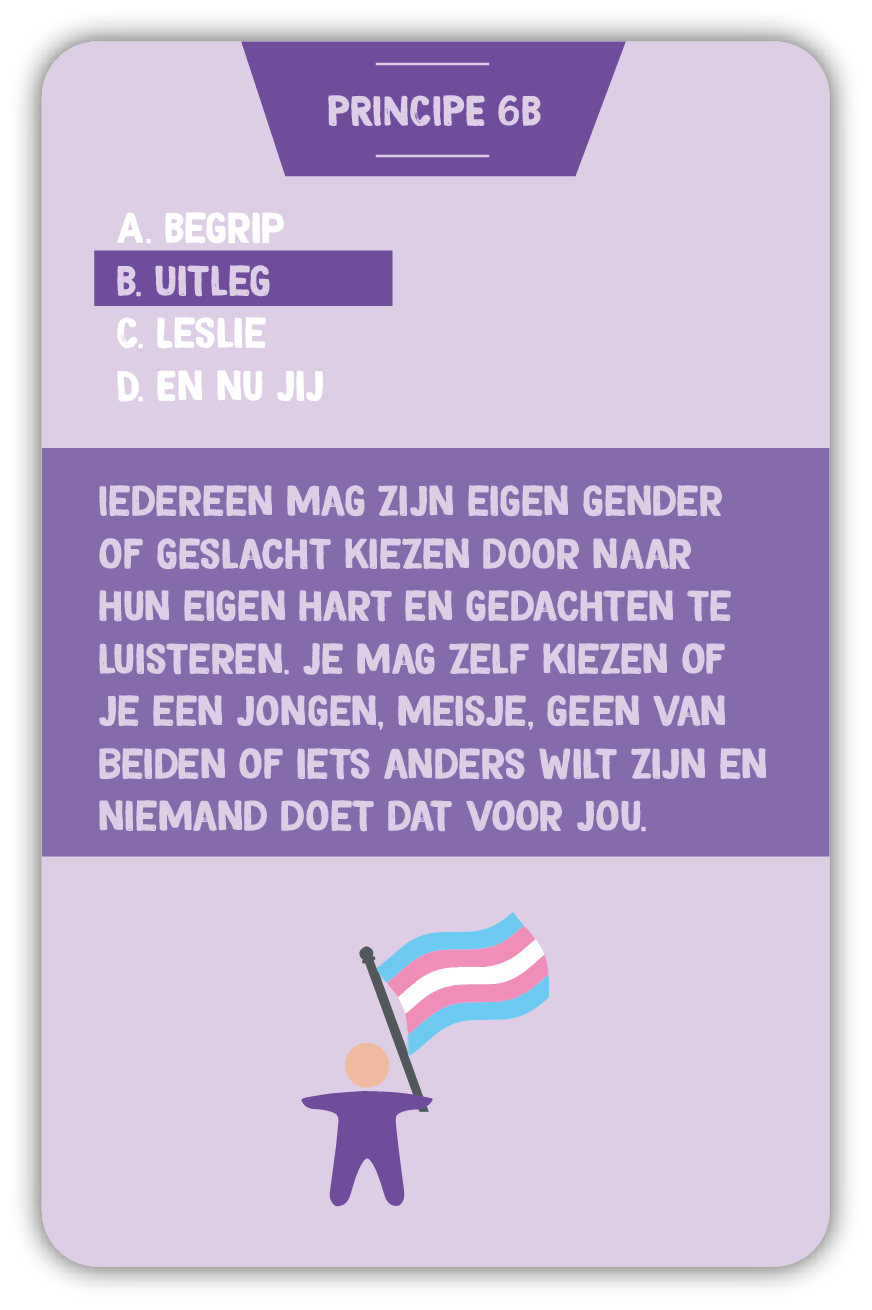 PRINCIPE 6B
A. BEGRIP
B. UITLEG
C. LESLIE
D. EN NU JIJ
IEDEREEN MAG ZIJN EIGEN GENDER
OF GESLACHT KIEZEN DOOR NAAR
HUN EIGEN HART EN GEDACHTEN TE
LUISTEREN. JE MAG ZELF KIEZEN OF
JE EEN JONGEN, MEISJE, GEEN VAN
BEIDEN OF IETS ANDERS WILT ZIJN EN
NIEMAND DOET DAT VOOR JOU.